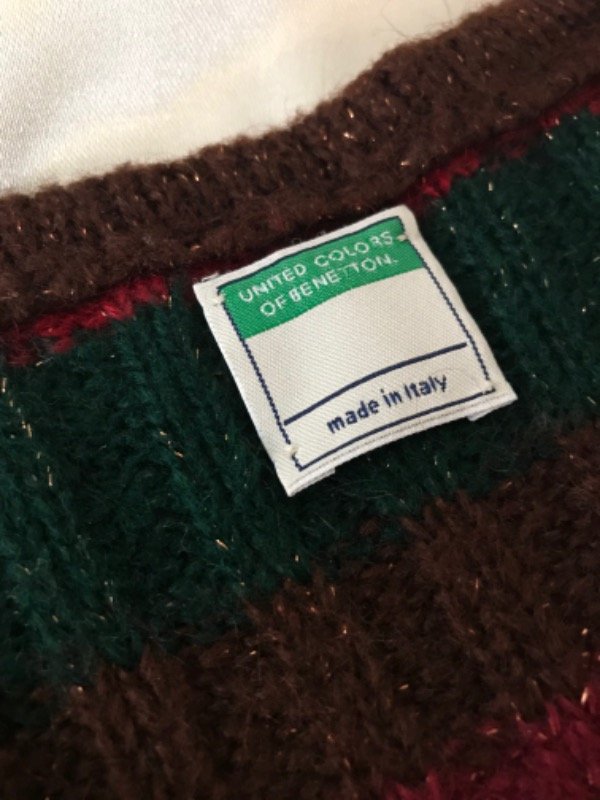 UNITED COLORS
OF BENETTON.
made in Italy